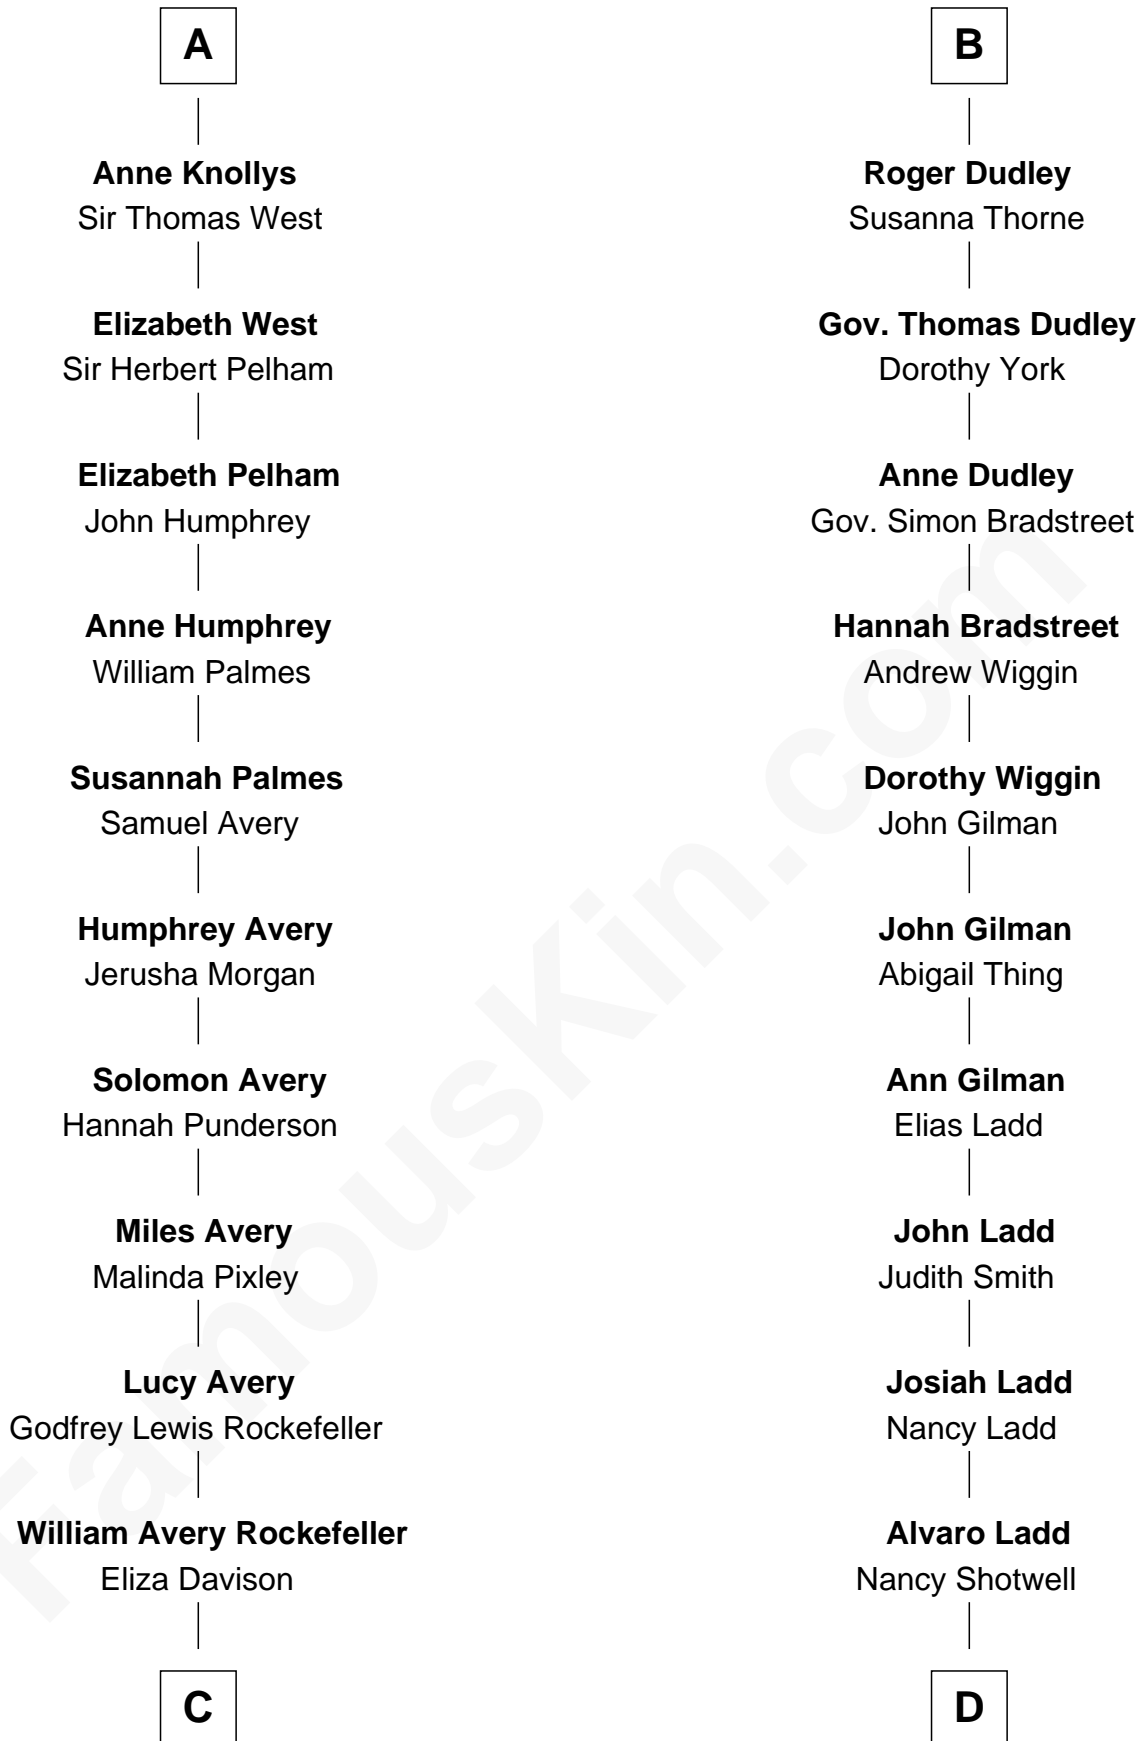 A
Anne Knollys
Sir Thomas West
Elizabeth West
Sir Herbert Pelham
Elizabeth Pelham
John Humphrey
Anne Humphrey
William Palmes
Susannah Palmes
Samuel Avery
Humphrey Avery
Jerusha Morgan
Solomon Avery
Hannah Punderson
Miles Avery
Malinda Pixley
Lucy Avery
Godfrey Lewis Rockefeller
William Avery Rockefeller
Eliza Davison
C
B
Roger Dudley
Susanna Thorne
Gov. Thomas Dudley
Dorothy York
Anne Dudley
Gov. Simon Bradstreet
Hannah Bradstreet
Andrew Wiggin
Dorothy Wiggin
John Gilman
John Gilman
Abigail Thing
Ann Gilman
Elias Ladd
John Ladd
Judith Smith
Josiah Ladd
Nancy Ladd
Alvaro Ladd
Nancy Shotwell
D
FamousKin.com